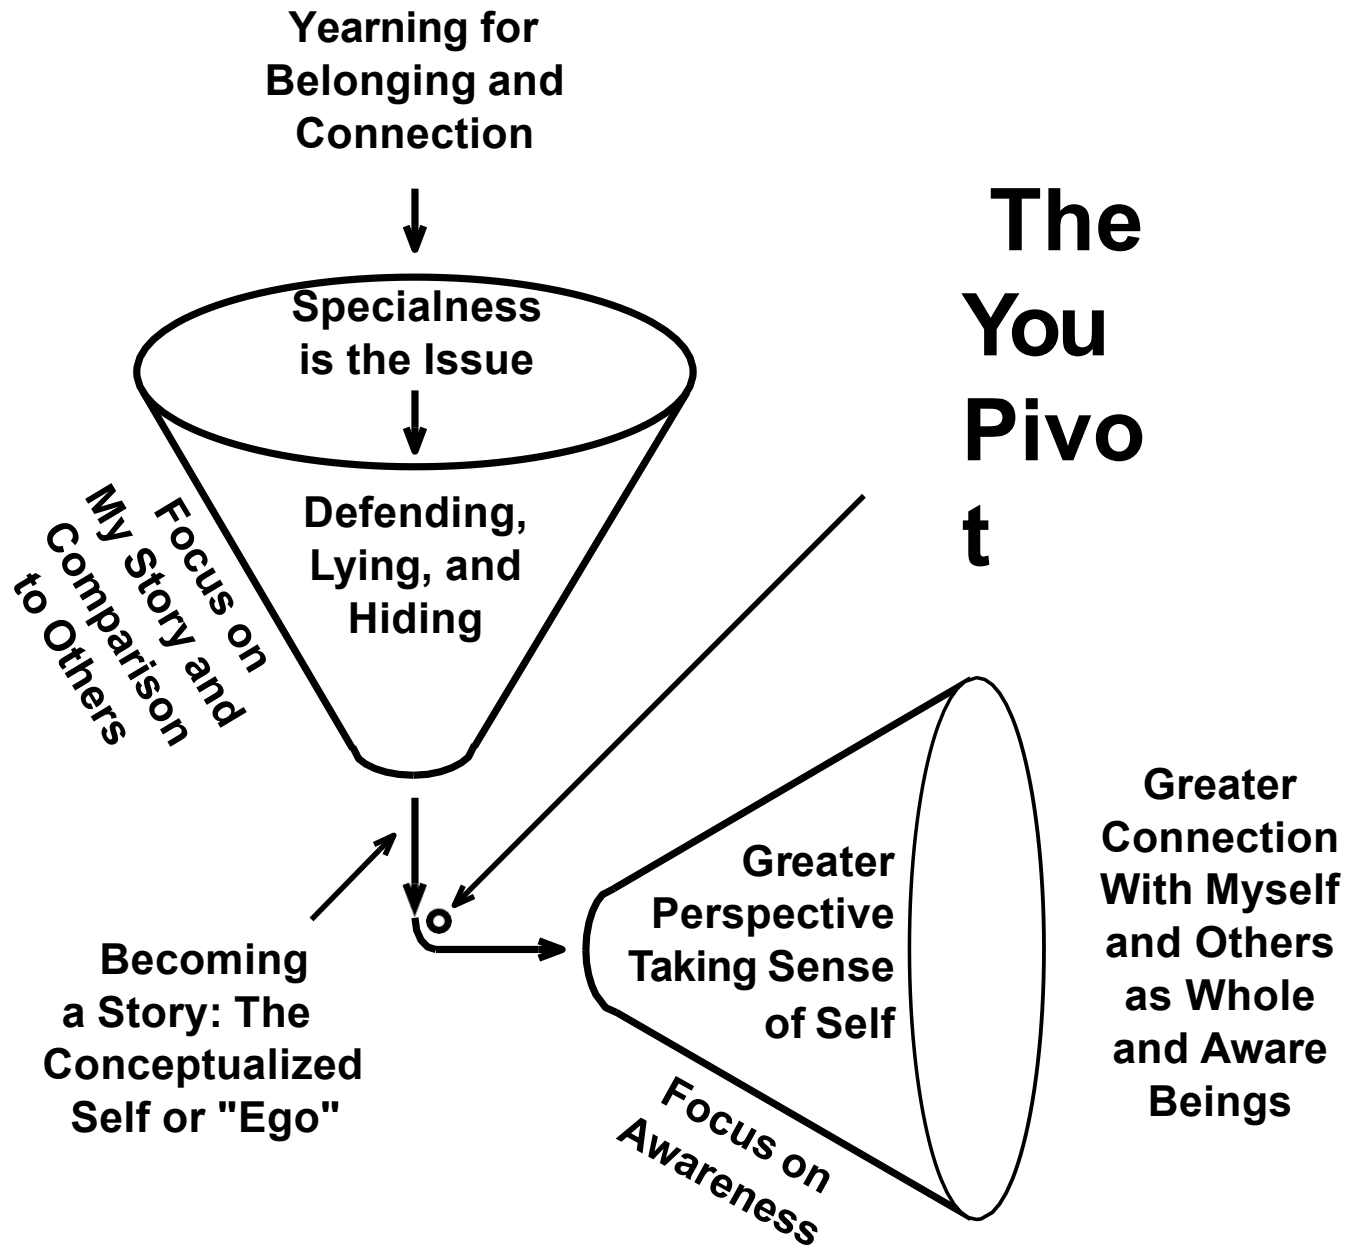 Yearning for
Belonging and
Connection
The
You
Pivo
t
Specialness
is the Issue
Defending,
Lying, and
Hiding
Focus on
My Story and
Comparison
to Others
Becoming
a Story: The
Conceptualized
Self or "Ego"
Greater
Perspective
Taking Sense
of Self
Focus on
Awareness
Greater
Connection
With Myself
and Others
as Whole
and Aware
Beings